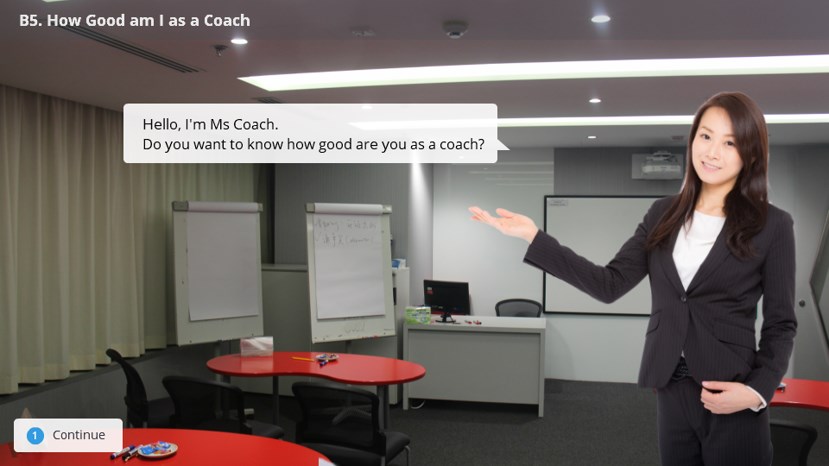 B5. How Good am I as a Coach
Hello, I'm Ms Coach.
Do you want to know how good are you as a coach?
1 Continue